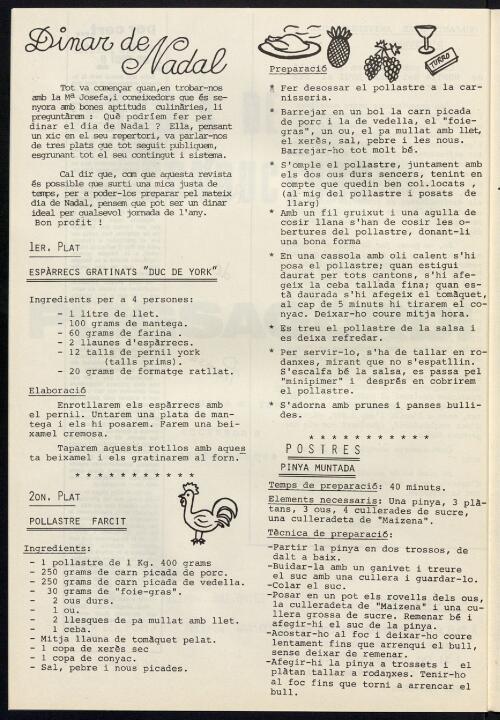 Dinar de
Nadal
Tot va començar quan,en trobar-nos
amb la Mª Josefa,i coneixedors que és se-
nyora amb bones aptituds culinàries, li
preguntàrem : Què podríem fer per
dinar el dia de Nadal ? Ella, pensant
un xic en el seu repertori, va parlar-nos
de tres plats que tot seguit publiquem,
esgrunant tot el seu contingut i sistema.
Cal dir que, com que aquesta revista
és possible que surti una mica justa de
temps, per a poder-los preparar pel mateix
dia de Nadal, pensem que pot ser un dinar
ideal per qualsevol jornada de l'any.
Bon profit !
1ER. PLAT
ESPÀRRECS GRATINATS "DUC DE YORK"
Ingredients per a 4 persones:
- 1 litre de llet.
- 100 grams de mantega.
- 60 grams de farina .
- 2 llaunes d'espàrrecs.
- 12 talls de pernil york
(talls prims).
- 20 grams de formatge ratllat.
Elaboració
Enrotllarem els espàrrecs amb
el pernil. Untarem una plata de man-
tega i els hi posarem. Farem una bei-
xamel cremosa.
Taparem aquests rotllos amb aques
ta beixamel i els gratinarem al forn.
* * * * * * * * * * *
2ON. PLAT
POLLASTRE FARCIT
Ingredients:
- 1 pollastre de 1 Kg. 400 grams
- 250 grams de carn picada de porc.
- 250 grams de carn picada de vedella.
- 30 grams de "foie-gras".
- 2 ous durs.
- 1 ou.
- 2 llesques de pa mullat amb llet.
- 1 ceba.
- Mitja llauna de tomàquet pelat.
- 1 copa de xerès sec
- 1 copa de conyac.
- Sal, pebre i nous picades.
TURRO
Preparació
* Per desossar el pollastre a la car-
nisseria.
* Barrejar en un bol la carn picada
de porc i la de vedella, el "foie-
gras", un ou, el pa mullat amb llet,
el xerès, sal, pebre i les nous.
Barrejar-ho tot molt bé.
* S'omple el pollastre, juntament amb
els dos ous durs sencers, tenint en
compte que quedin ben col.locats ,
(al mig del pollastre i posats de
llarg)
* Amb un fil gruixut i una agulla de
cosir llana s'han de cosir les o-
bertures del pollastre, donant-li
una bona forma
* En una cassola amb oli calent s'hi
posa el pollastre; quan estigui
daurat per tots cantons, s'hi afe-
geix la ceba tallada fina; quan es-
tà daurada s'hi afegeix el tomàquet,
al cap de 5 minuts hi tirarem el co-
nyac. Deixar-ho coure mitja hora.
* Es treu el pollastre de la salsa i
es deixa refredar.
* Per servir-lo, s'ha de tallar en ro-
danxes, mirant que no s'espatllin.
S'escalfa bé la salsa, es passa pel
"minipimer" i després en cobrirem
el pollastre.
* S'adorna amb prunes i panses bulli-
des.
* * * * * * * * * * *
POSTRES
PINYA MUNTADA
Temps de preparació: 40 minuts.
Elements necessaris: Una pinya, 3 plà-
tans, 3 ous, 4 cullerades de sucre,
una culleradeta de "Maizena".
Tècnica de preparació:
-Partir la pinya en dos trossos, de
dalt a baix.
-Buidar-la amb un ganivet i treure
el suc amb una cullera i guardar-lo.
-Colar el suc.
-Posar en un pot els rovells dels ous,
la culleradeta de "Maizena" i una cu-
llera grossa de sucre. Remenar bé i
afegir-hi el suc de la pinya.
-Acostar-ho al foc i deixar-ho coure
lentament fins que arrenqui el bull,
sense deixar de remenar.
-Afegir-hi la pinya a trossets i el
plàtan tallar a rodanxes. Tenir-ho
al foc fins que torni a arrencar el
bull.